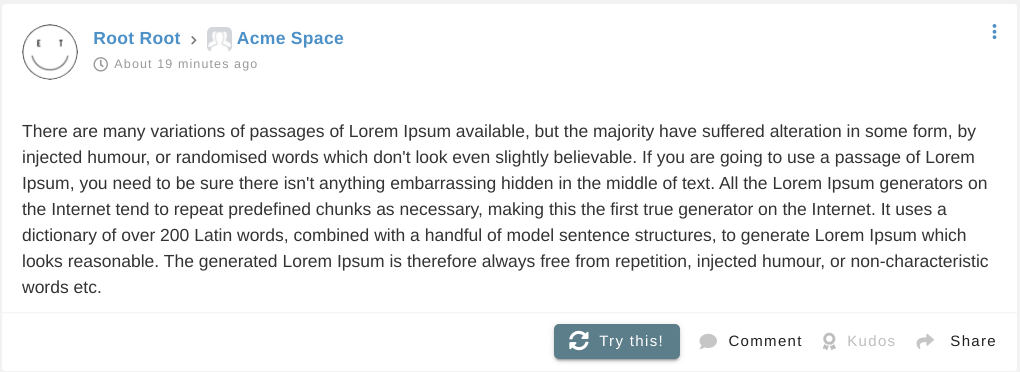 Root Root › Acme Space
About 19 minutes ago
There are many variations of passages of Lorem Ipsum available, but the majority have suffered alteration in some form, by
injected humour, or randomised words which don't look even slightly believable. If you are going to use a passage of Lorem
Ipsum, you need to be sure there isn't anything embarrassing hidden in the middle of text. All the Lorem Ipsum generators on
the Internet tend to repeat predefined chunks as necessary, making this the first true generator on the Internet. It uses a
dictionary of over 200 Latin words, combined with a handful of model sentence structures, to generate Lorem Ipsum which
looks reasonable. The generated Lorem Ipsum is therefore always free from repetition, injected humour, or non-characteristic
words etc.
Try this! Comment Kudos Share